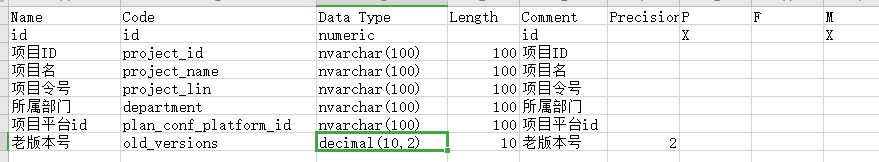 Name Code Data Type Length Comment Precision P F M
id id numeric id X X
项目ID project_id nvarchar(100) 100 项目ID
项目名 project_name nvarchar(100) 100 项目名
项目令号 project_lin nvarchar(100) 100 项目令号
所属部门 department nvarchar(100) 100 所属部门
项目平台id plan_conf_platform_id nvarchar(100) 100 项目平台id
老版本号 old_versions decimal(10,2) 10 老版本号 2